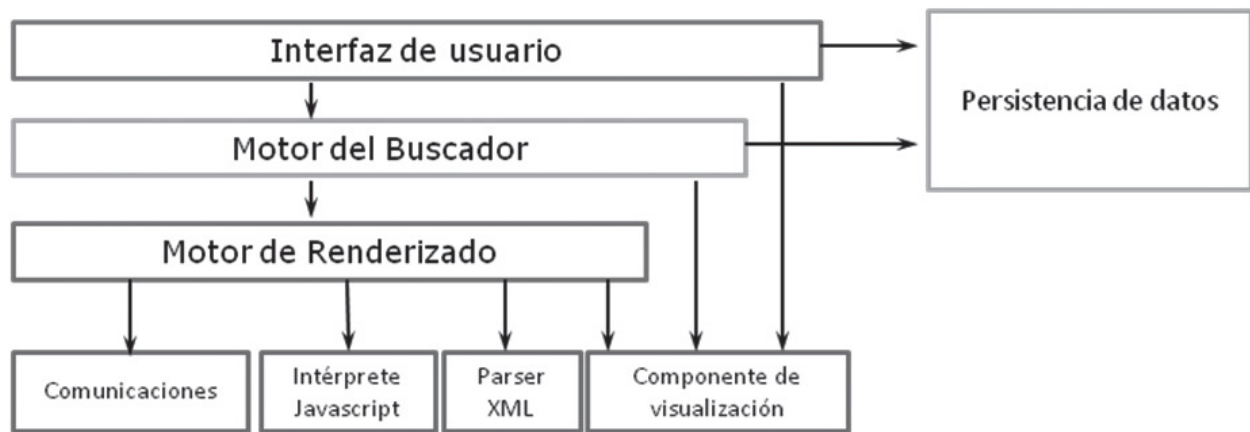 Interfaz de usuario
Persistencia de datos
Motor del Buscador
Motor de Renderizado
Comunicaciones
Intérprete
Javascript
Parser
XML
Componente de
visualización